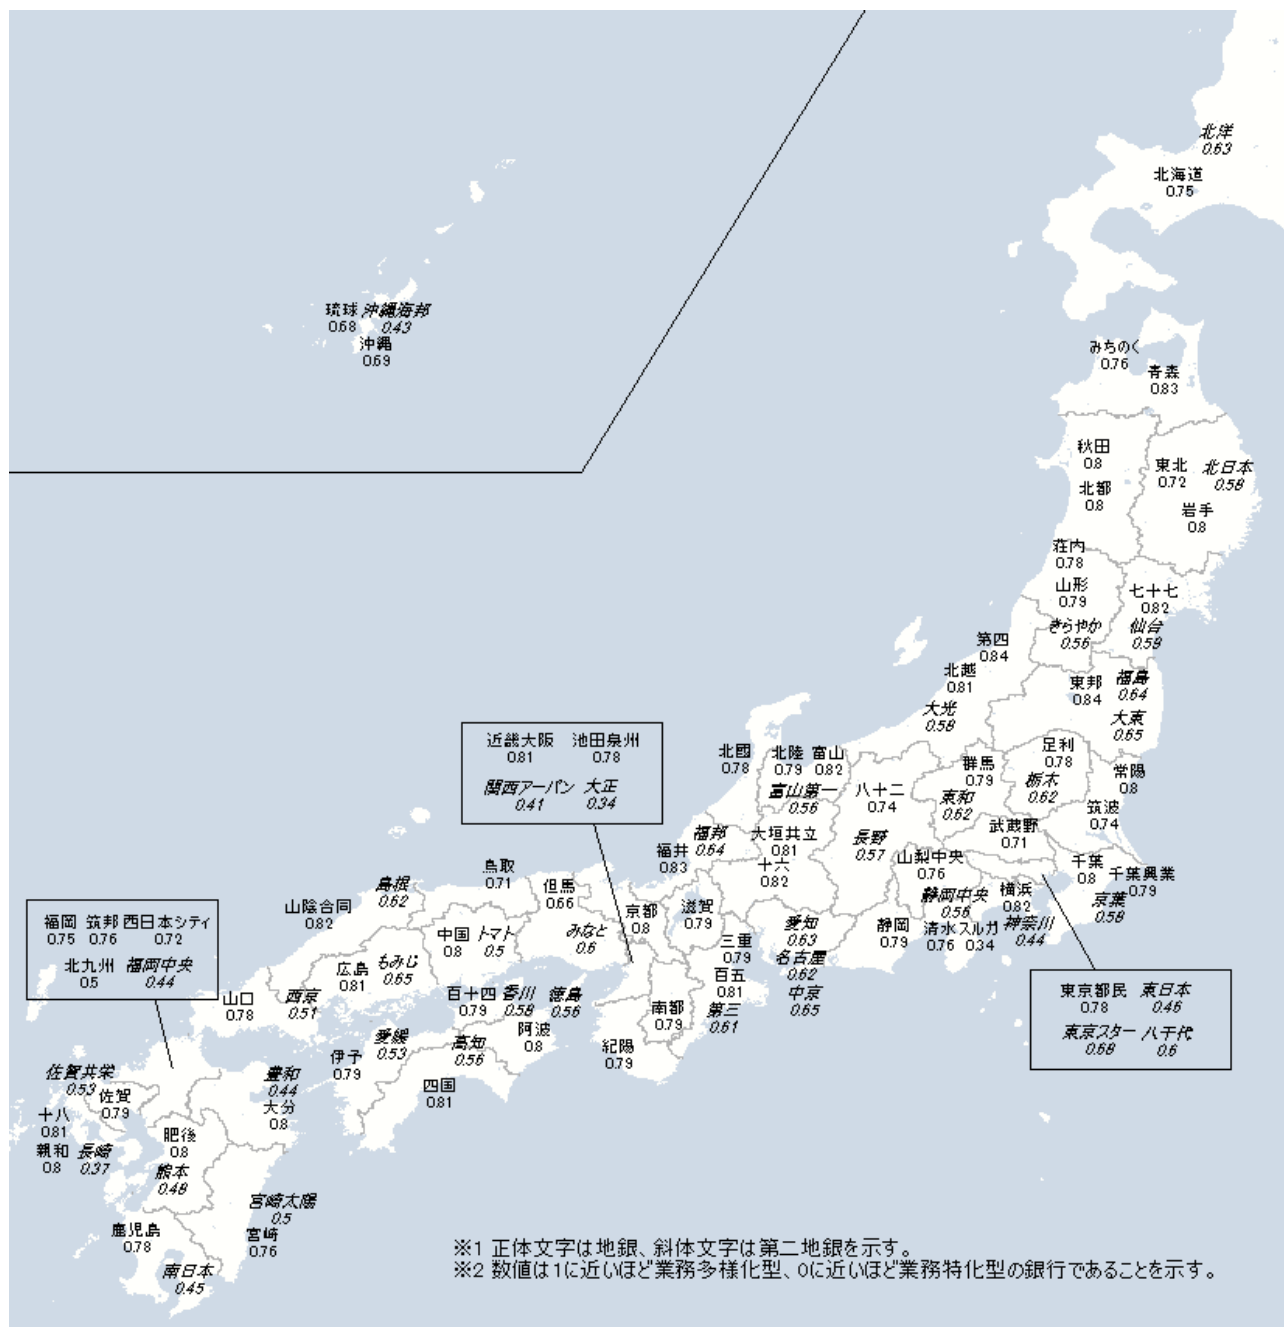 北洋
0.63
北海道
0.75
琉球 沖縄海邦
0.68 0.43
沖縄
0.69
みちのく
0.76
青森
0.83
秋田
0.8
北都
0.8
東北 北日本
0.72 0.58
岩手
0.8
荘内
0.78
山形
0.79
七十七
0.82
きらやか
0.56
仙台
0.59
第四
0.84
北越
0.81
大光
0.58
東邦
0.84
福島
0.64
大東
0.65
近畿大阪 池田泉州
0.81 0.78
関西アーバン 大正
0.41 0.34
北國
0.78
北陸 富山
0.79 0.82
富山第一
0.56
八十二
0.74
長野
0.57
群馬
0.79
東和
0.62
足利
0.78
栃木
0.62
常陽
0.8
筑波
0.74
武蔵野
0.71
福邦
0.64
福井
0.83
大垣共立
0.81
十六
0.82
山梨中央
0.76
千葉
0.8
千葉興業
0.79
京葉
0.58
静岡中央
0.56
横浜
0.82
神奈川
0.44
静岡
0.79
清水 スルガ
0.76 0.34
鳥取
0.71
但馬
0.66
島根
0.62
山陰合同
0.82
京都
0.8
滋賀
0.79
愛知
0.63
名古屋
0.62
中京
0.65
三重
0.79
百五
0.81
第三
0.61
中国 トマト
0.8 0.5
みなと
0.6
広島
0.81
もみじ
0.65
西京
0.51
山口
0.78
福岡 筑邦 西日本シティ
0.75 0.76 0.72
北九州 福岡中央
0.5 0.44
百十四 香川
0.79 0.58
徳島
0.56
阿波
0.8
南都
0.79
紀陽
0.79
愛媛
0.53
伊予
0.79
高知
0.56
四国
0.81
東京都民 東日本
0.78 0.46
東京スター 八千代
0.68 0.6
佐賀共栄
0.53
佐賀
0.79
豊和
0.44
大分
0.8
十八
0.81
親和 長崎
0.8 0.37
肥後
0.8
熊本
0.48
宮崎太陽
0.5
宮崎
0.76
鹿児島
0.78
南日本
0.45
※1 正体文字は地銀、斜体文字は第二地銀を示す。
※2 数値は1に近いほど業務多様化型、0に近いほど業務特化型の銀行であることを示す。